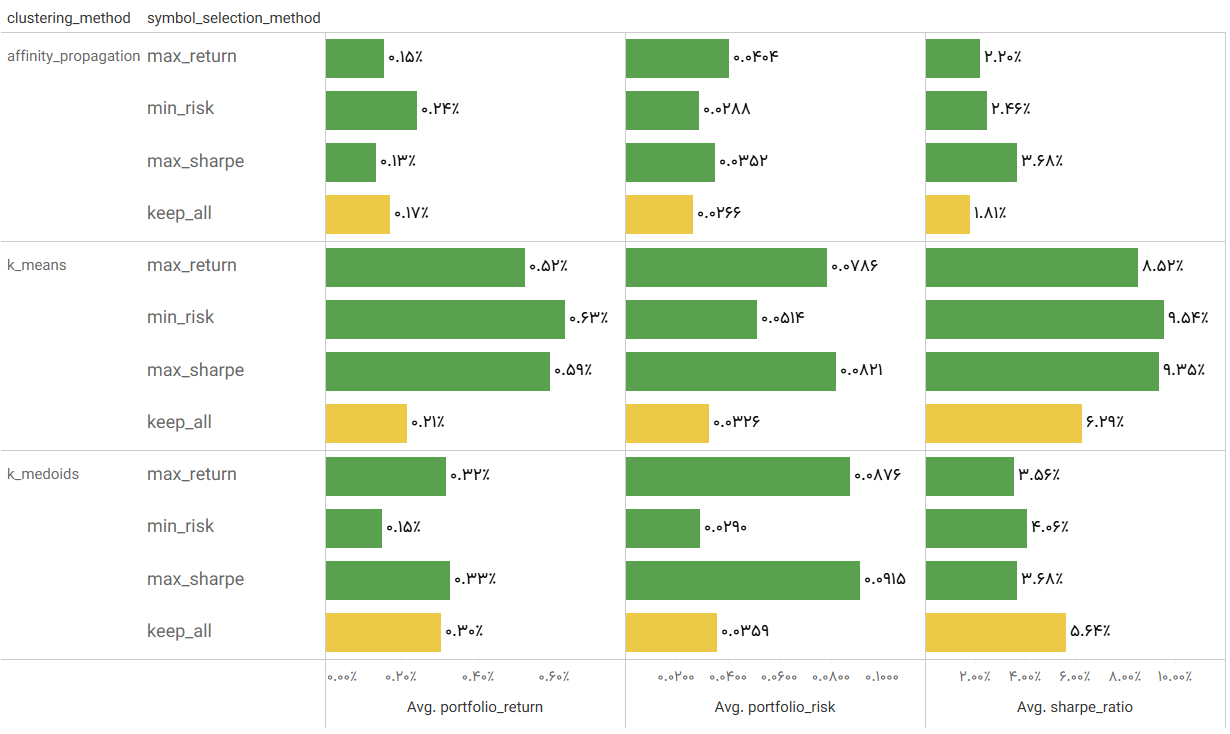 clustering_method symbol_selection_method
affinity_propagation max_return ۰.۱۵٪ ۰.۰۴۰۴ ۲.۲۰٪
min_risk ۰.۲۴٪ ۰.۰۲۸۸ ۲.۴۶٪
max_sharpe ۰.۱۳٪ ۰.۰۳۵۲ ۳.۶۸٪
keep_all ۰.۱۷٪ ۰.۰۲۶۶ ۱.۸۱٪
k_means max_return ۰.۵۲٪ ۰.۰۷۸۶ ۸.۵۲٪
min_risk ۰.۶۳٪ ۰.۰۵۱۴ ۹.۵۴٪
max_sharpe ۰.۵۹٪ ۰.۰۸۲۱ ۹.۳۵٪
keep_all ۰.۲۱٪ ۰.۰۳۲۶ ۶.۲۹٪
k_medoids max_return ۰.۳۲٪ ۰.۰۸۷۶ ۳.۵۶٪
min_risk ۰.۱۵٪ ۰.۰۲۹۰ ۴.۰۶٪
max_sharpe ۰.۳۳٪ ۰.۰۹۱۵ ۳.۶۸٪
keep_all ۰.۳۰٪ ۰.۰۳۵۹ ۵.۶۴٪
۰.۰۰٪ ۰.۲۰٪ ۰.۴۰٪ ۰.۶۰٪ ۰.۰۲۰۰ ۰.۰۴۰۰ ۰.۰۶۰۰ ۰.۰۸۰۰ ۰.۱۰۰۰ ۲.۰۰٪ ۴.۰۰٪ ۶.۰۰٪ ۸.۰۰٪ ۱۰.۰۰٪
Avg. portfolio_return Avg. portfolio_risk Avg. sharpe_ratio